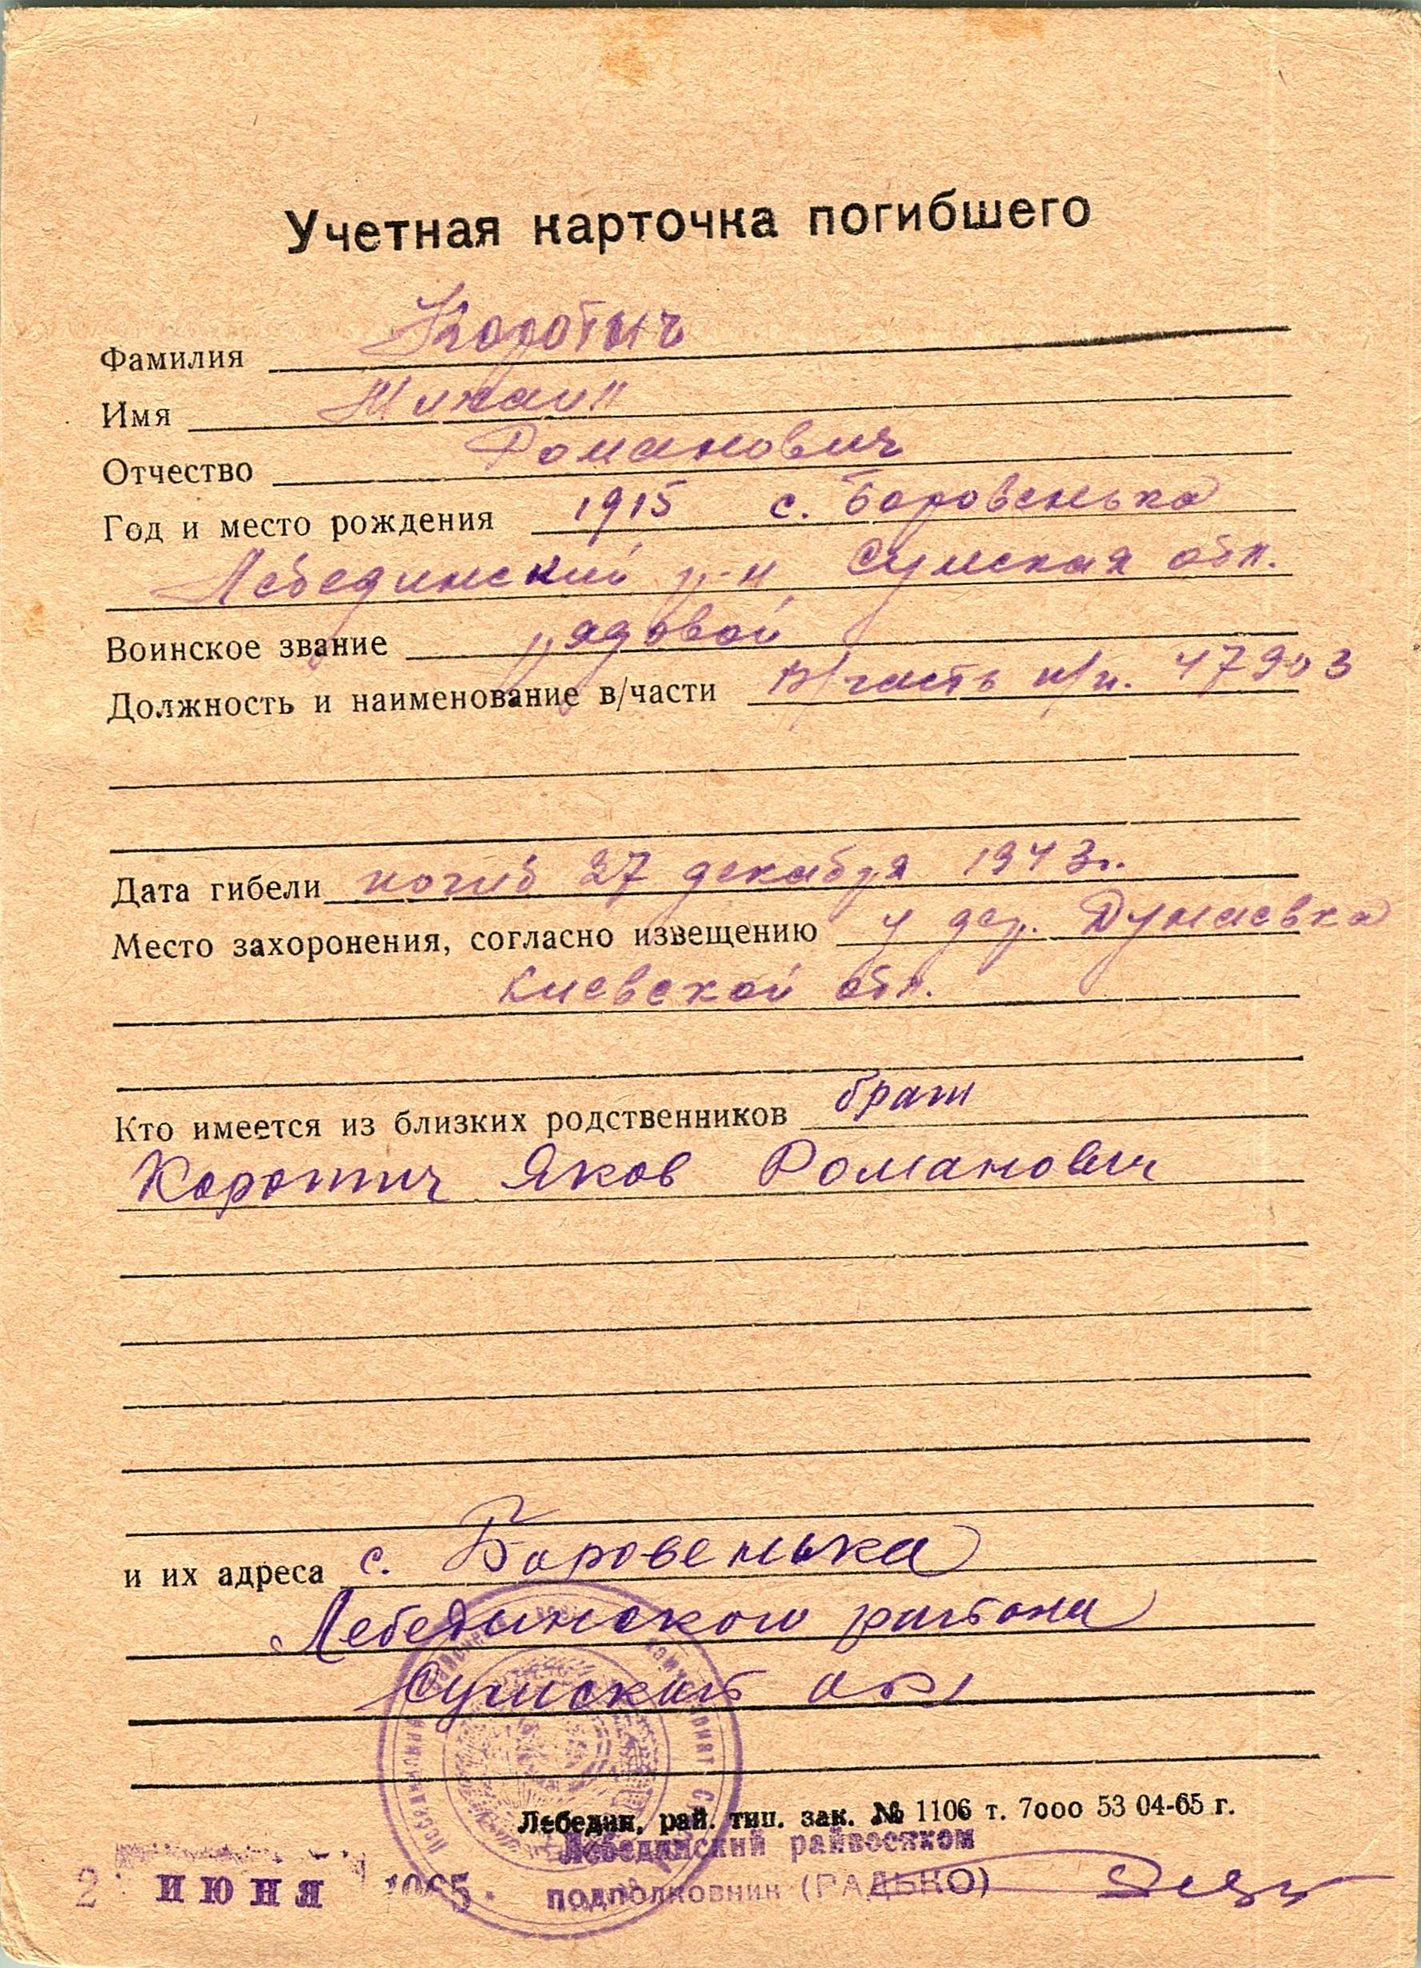 Учетная карточка погибшего
Фамилия Коротич
Имя Михаил
Отчество Романович
Год и место рождения 1915 с. Боровенька
Лебединский р-н Сумская обл.
Воинское звание рядовой
Должность и наименование в/части в/часть п/п. 47903
Дата гибели погиб 27 декабря 1943г.
Место захоронения, согласно извещению у дер. Дунаевка
Киевской обл.
Кто имеется из близких родственников брат
Коротич Яков Романович
и их адреса с. Боровенька
Лебединского района
Сумской обл
Лебедин, рай. тип. зак. № 1106 т. 7000 53 04-65 г.
Лебединский райвоенком
2 июня 1965 подполковник (РАДЬКО)